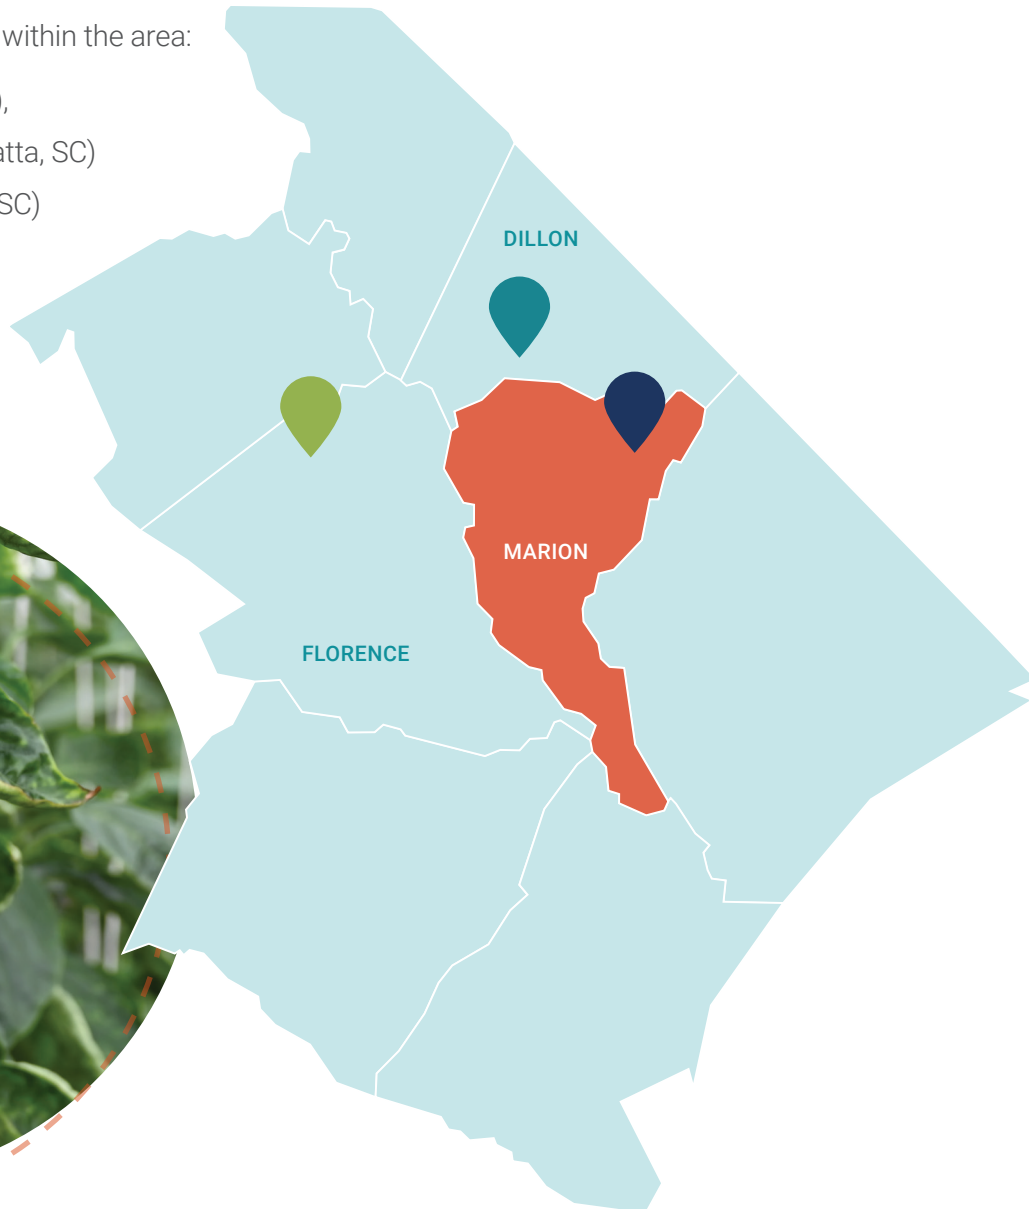 within the area:
),
atta, SC)
SC)
DILLON
MARION
FLORENCE